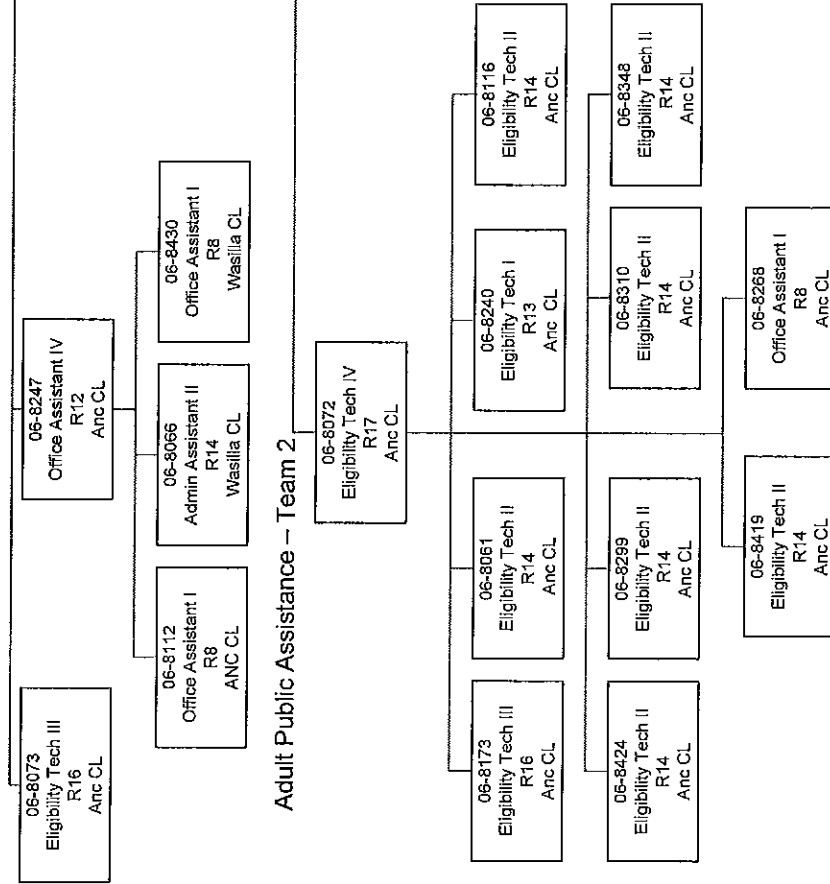 06-8073
Eligibility Tech III
R16
Anc CL
06-8247
Office Assistant IV
R12
Anc CL
06-8112
Office Assistant I
R8
ANC CL
06-8066
Admin Assistant II
R14
Wasilla CL
06-8430
Office Assistant I
R8
Wasilla CL
Adult Public Assistance – Team 2
06-8072
Eligibility Tech IV
R17
Anc CL
06-8173
Eligibility Tech III
R16
Anc CL
06-8061
Eligibility Tech II
R14
Anc CL
06-8240
Eligibility Tech I
R13
Anc CL
06-8116
Eligibility Tech II
R14
Anc CL
06-8424
Eligibility Tech II
R14
Anc CL
06-8299
Eligibility Tech II
R14
Anc CL
06-8310
Eligibility Tech II
R14
Anc CL
06-8348
Eligibility Tech II
R14
Anc CL
06-8419
Eligibility Tech II
R14
Anc CL
06-8268
Office Assistant I
R8
Anc CL